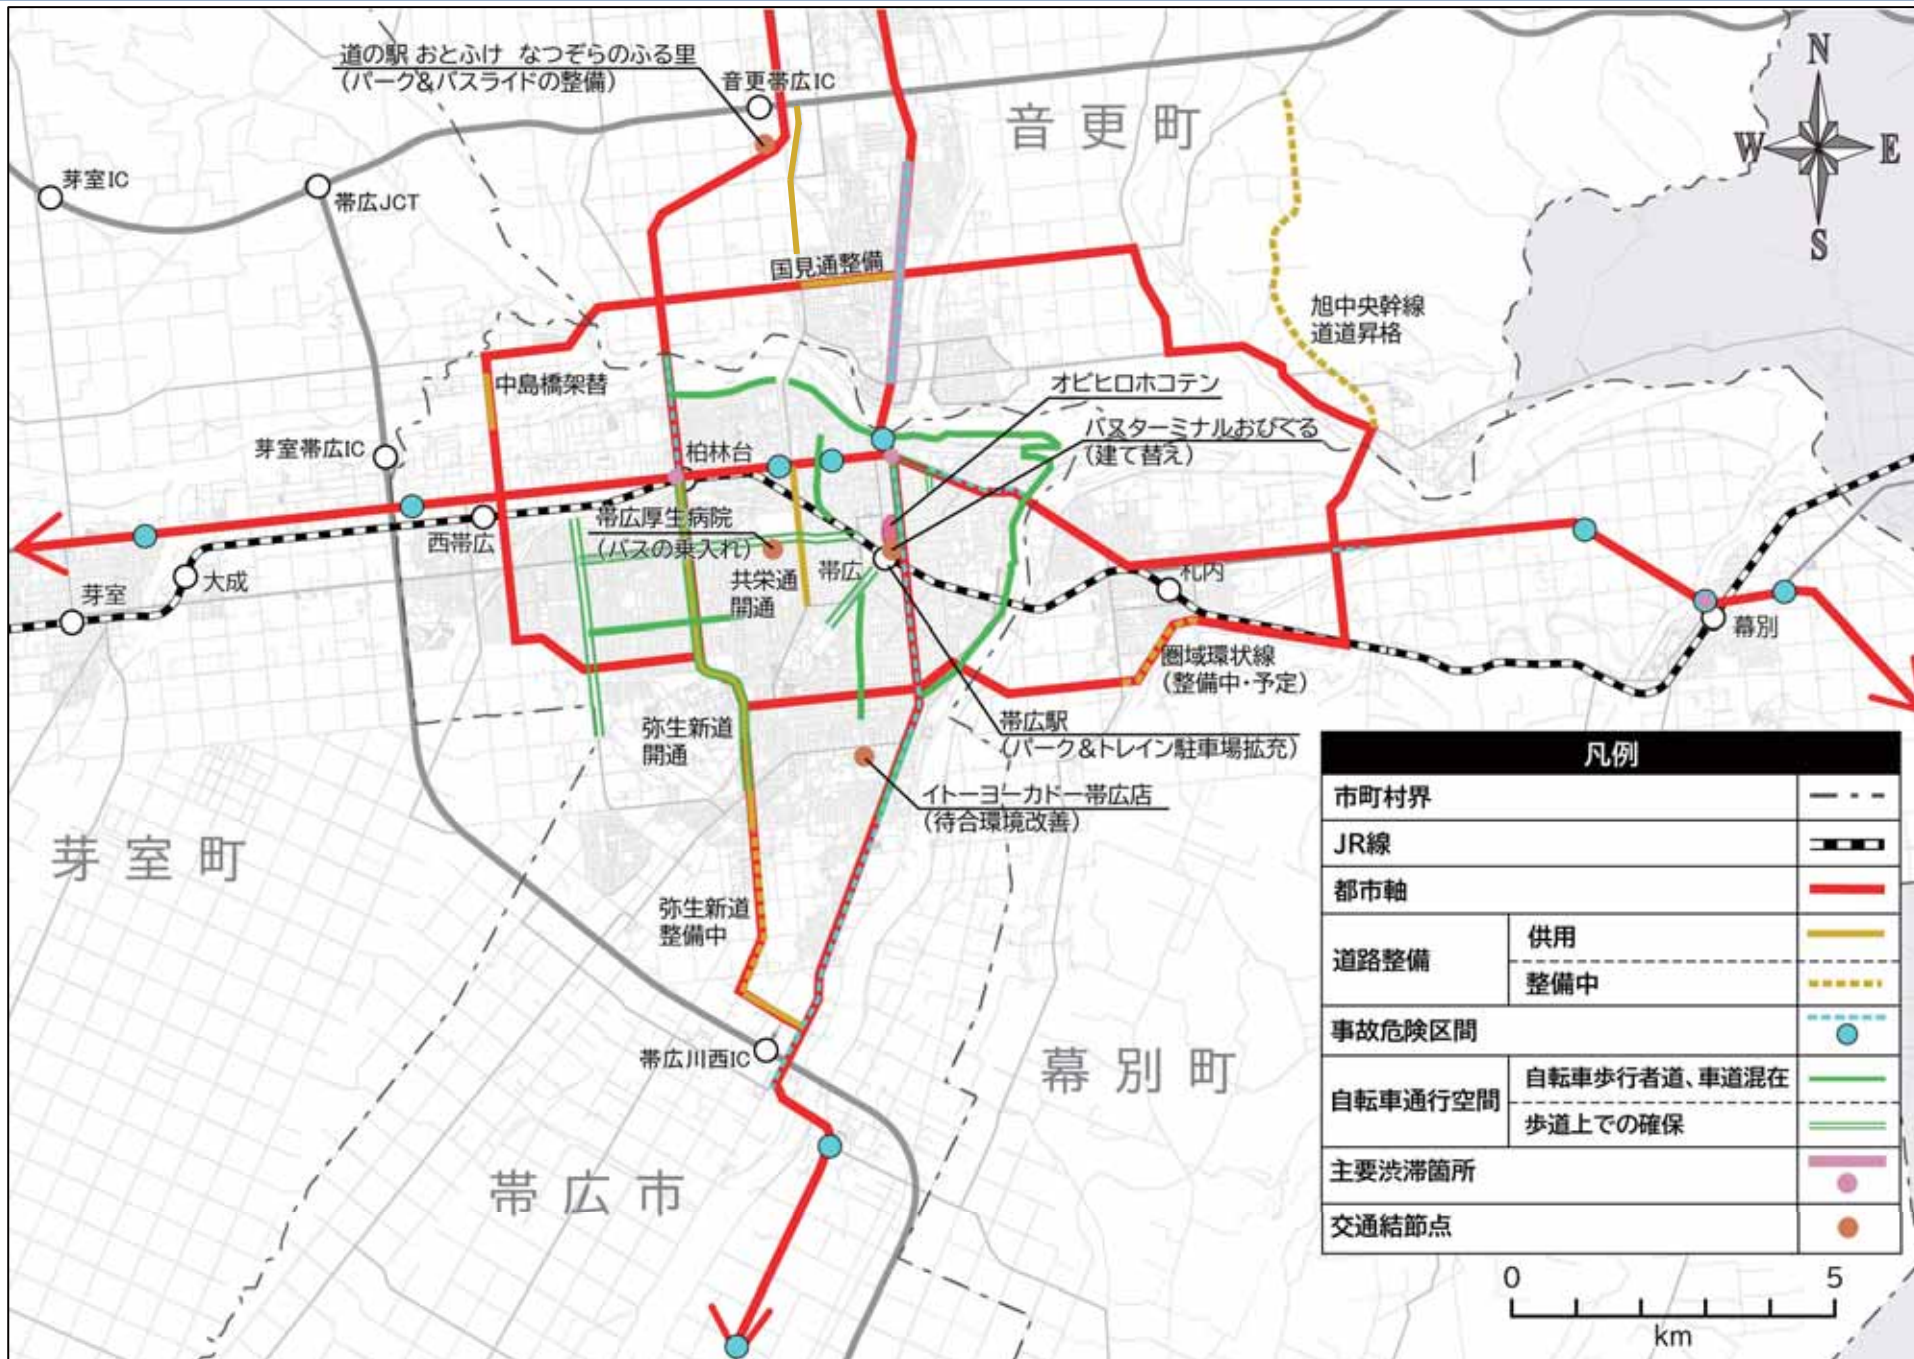 道の駅 おとふけ なつぞらのふる里
(パーク&バスライドの整備)
音更帯広IC
音更町
N
W
E
S
芽室IC
帯広JCT
国見通整備
旭中央幹線
道道昇格
中島橋架替
オビヒロホコテン
バスターミナルおびくる
(建て替え)
柏林台
芽室帯広IC
帯広厚生病院
(バスの乗入れ)
西帯広
共栄通
開通
帯広
札内
大成
芽室
幕別
圏域環状線
(整備中・予定)
弥生新道
開通
帯広駅
(パーク&トレイン駐車場拡充)
イトーヨーカドー帯広店
(待合環境改善)
芽室町
弥生新道
整備中
帯広川西IC
幕別町
帯広市
凡例
市町村界
JR線
都市軸
道路整備
供用
整備中
事故危険区間
自転車通行空間
自転車歩行者道、車道混在
歩道上での確保
主要渋滞箇所
交通結節点
0 5
km